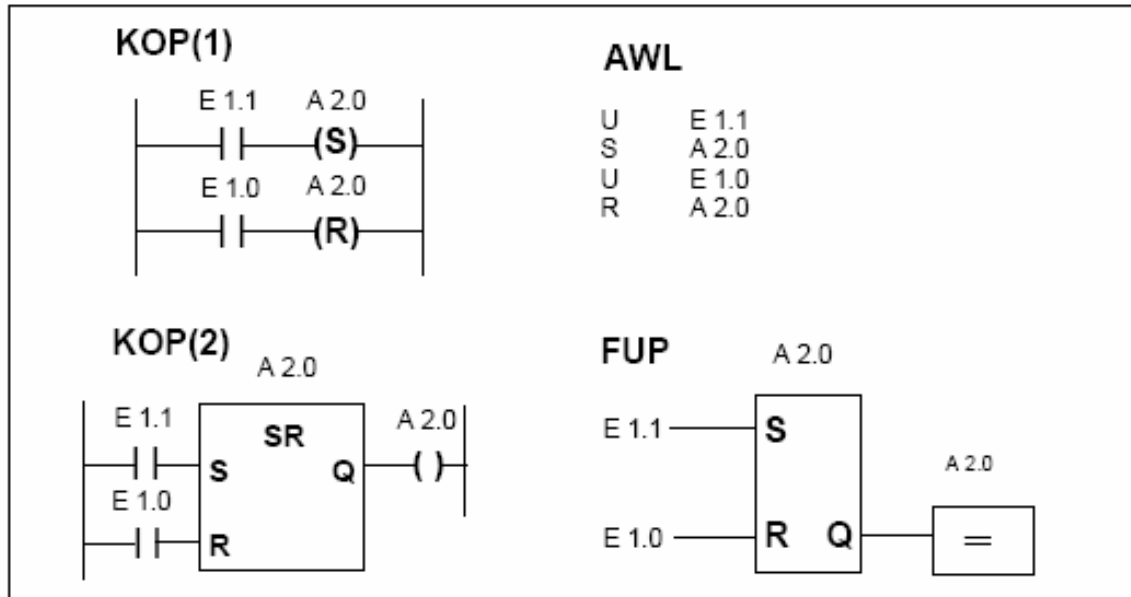 KOP(1)
E 1.1 A 2.0
(S)
E 1.0 A 2.0
(R)
AWL
U E 1.1
S A 2.0
U E 1.0
R A 2.0
KOP(2)
A 2.0
E 1.1
SR
A 2.0
S Q ( )
E 1.0
R
FUP
A 2.0
E 1.1 S
A 2.0
E 1.0 R Q =